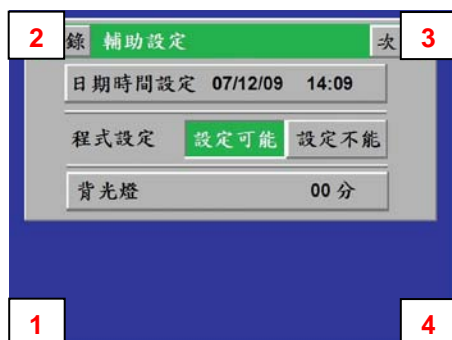 2 錄 輔助設定 次 3
日期時間設定 07/12/09 14:09
程式設定 設定可能 設定不能
背光燈 00 分
1 4